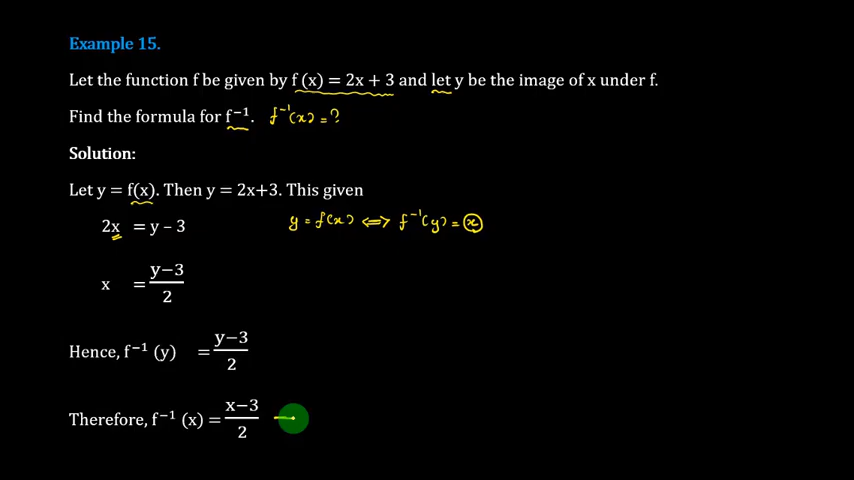 Example 15.
Let the function f be given by f (x) = 2x + 3 and let y be the image of x under f.
Find the formula for f⁻¹. f⁻¹(x) = ?
Solution:
Let y = f(x). Then y = 2x+3. This given
2x = y – 3 y = f(x) ⟺ f⁻¹(y) = x
x = y−3/2
Hence, f⁻¹ (y) = y−3/2
Therefore, f⁻¹ (x) = x−3/2